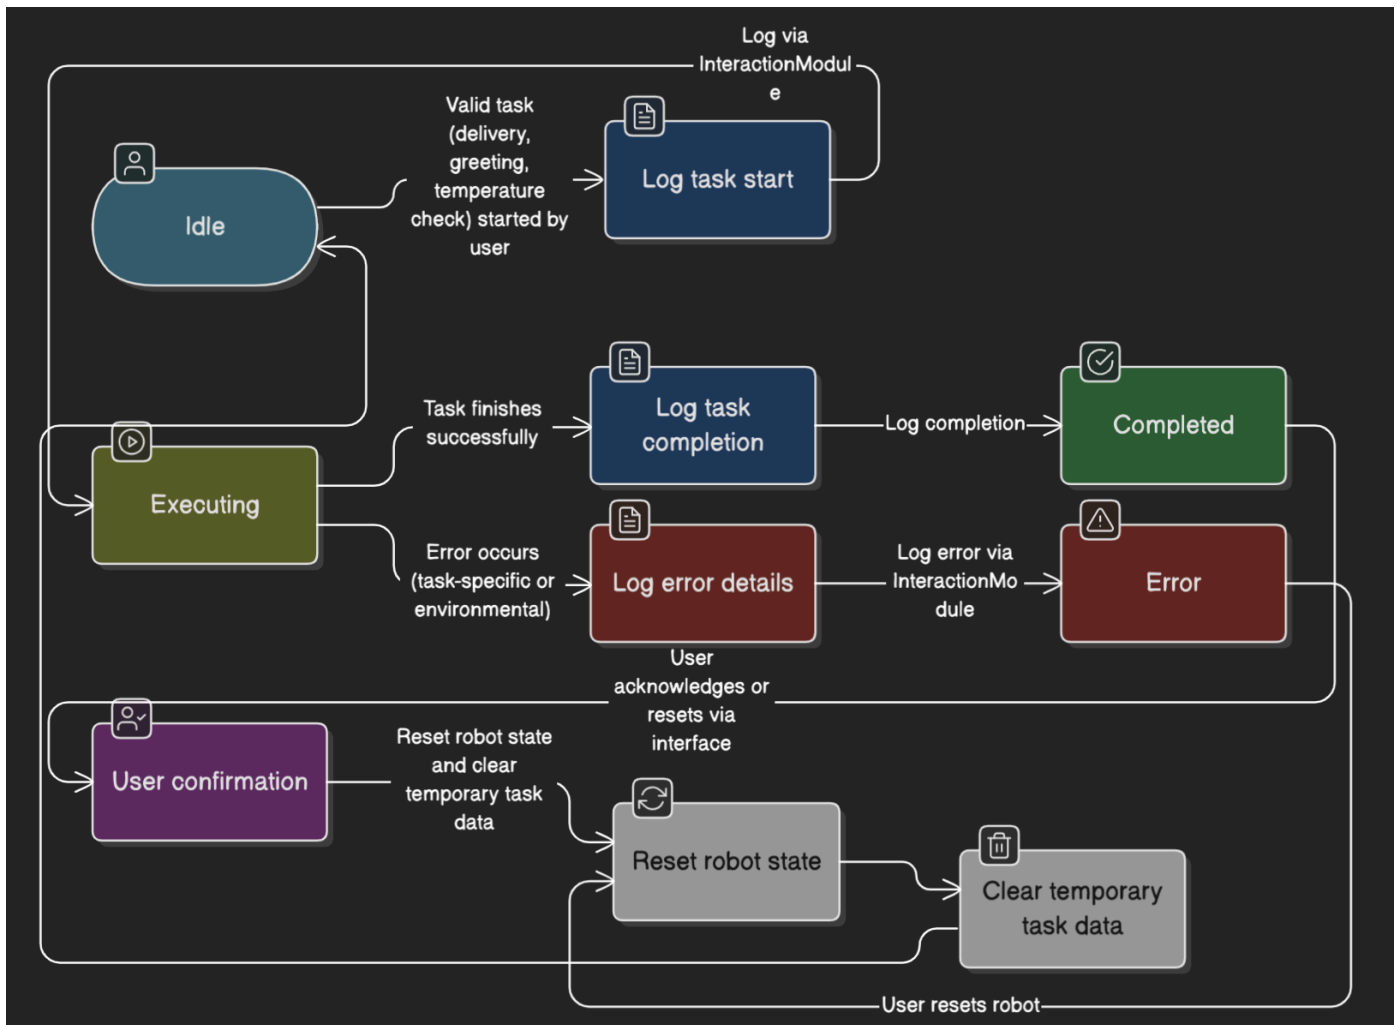 Log via
InteractionModul
e
Valid task
(delivery,
greeting,
temperature
check) started by
user
Log task start
Idle
Task finishes
successfully
Log task
completion
Log completion
Completed
Executing
Error occurs
(task-specific or
environmental)
Log error details
Log error via
InteractionMo
dule
Error
User
acknowledges or
resets via
interface
User confirmation
Reset robot state
and clear
temporary task
data
Reset robot state
Clear temporary
task data
User resets robot